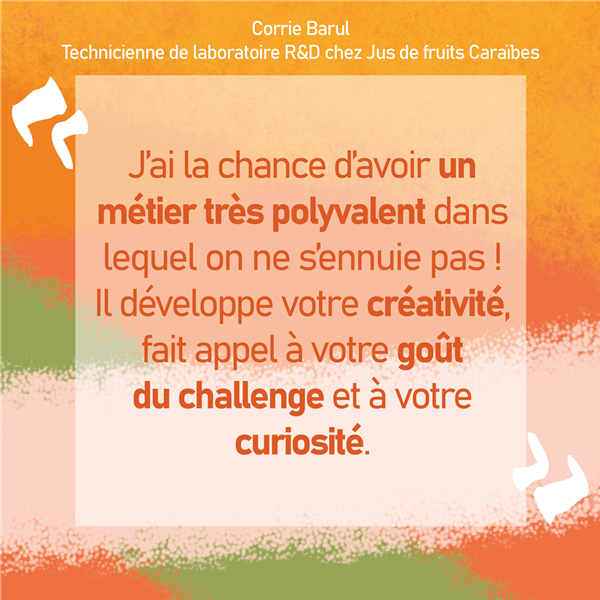 Corrie Barul
Technicienne de laboratoire R&D chez Jus de fruits Caraïbes
J'ai la chance d'avoir un
métier très polyvalent dans
lequel on ne s'ennuie pas !
Il développe votre créativité,
fait appel à votre goût
du challenge et à votre
curiosité.